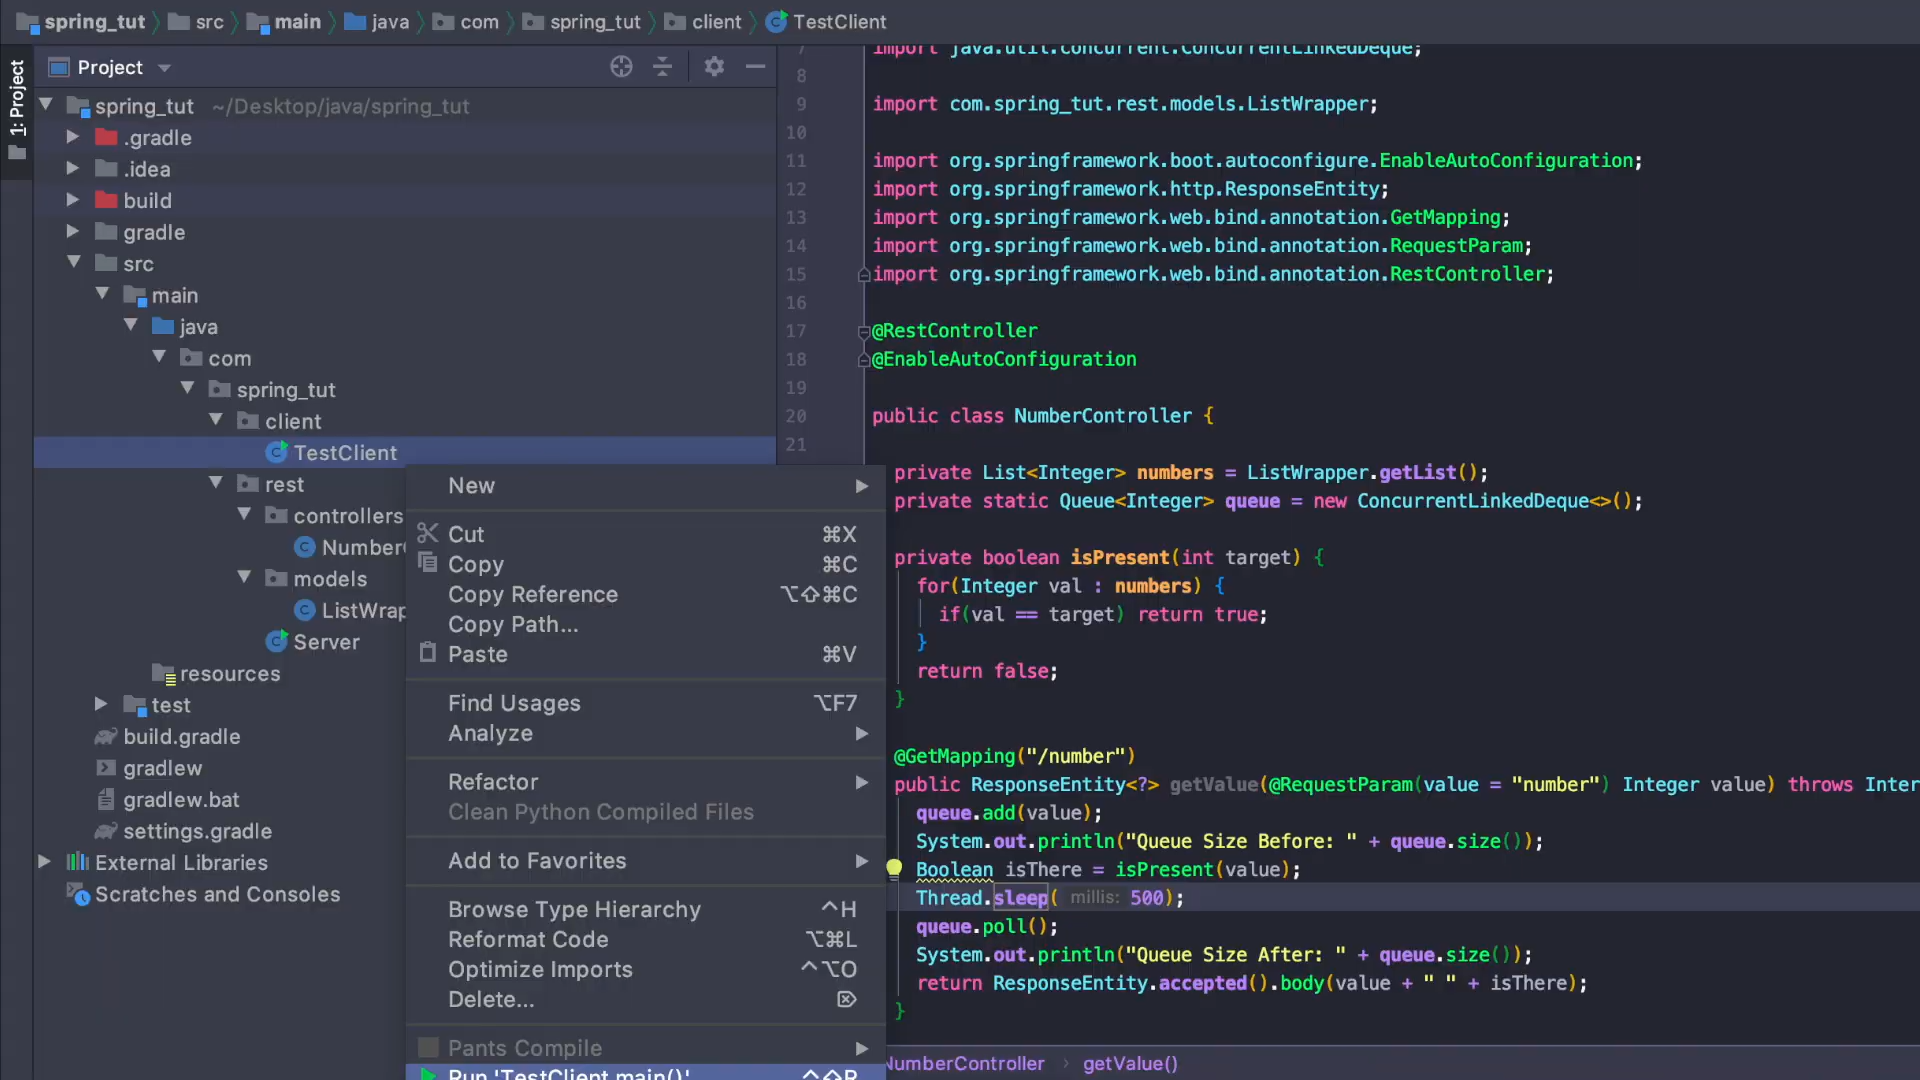 spring_tut
src
main
java
com
spring_tut
client
TestClient
1: Project
Project
spring_tut ~/Desktop/java/spring_tut
.gradle
.idea
build
gradle
src
main
java
com
spring_tut
client
TestClient
rest
controllers
Number
models
ListWrap
Server
resources
test
build.gradle
gradlew
gradlew.bat
settings.gradle
External Libraries
Scratches and Consoles
New
Cut ⌘X
Copy ⌘C
Copy Reference ⌥⇧⌘C
Copy Path...
Paste ⌘V
Find Usages ⌥F7
Analyze
Refactor
Clean Python Compiled Files
Add to Favorites
Browse Type Hierarchy ^H
Reformat Code ⌥⌘L
Optimize Imports ^⌥O
Delete... ⌦
Pants Compile
Run 'TestClient.main()' ^⇧R
7 import java.util.concurrent.ConcurrentLinkedDeque;
8
9 import com.spring_tut.rest.models.ListWrapper;
10
11 import org.springframework.boot.autoconfigure.EnableAutoConfiguration;
12 import org.springframework.http.ResponseEntity;
13 import org.springframework.web.bind.annotation.GetMapping;
14 import org.springframework.web.bind.annotation.RequestParam;
15 import org.springframework.web.bind.annotation.RestController;
16
17 @RestController
18 @EnableAutoConfiguration
19
20 public class NumberController {
21
private List<Integer> numbers = ListWrapper.getList();
private static Queue<Integer> queue = new ConcurrentLinkedDeque<>();
private boolean isPresent(int target) {
for(Integer val : numbers) {
if(val == target) return true;
}
return false;
}
@GetMapping("/number")
public ResponseEntity<?> getValue(@RequestParam(value = "number") Integer value) throws Inter
queue.add(value);
System.out.println("Queue Size Before: " + queue.size());
Boolean isThere = isPresent(value);
Thread.sleep( millis: 500);
queue.poll();
System.out.println("Queue Size After: " + queue.size());
return ResponseEntity.accepted().body(value + " " + isThere);
}
NumberController › getValue()